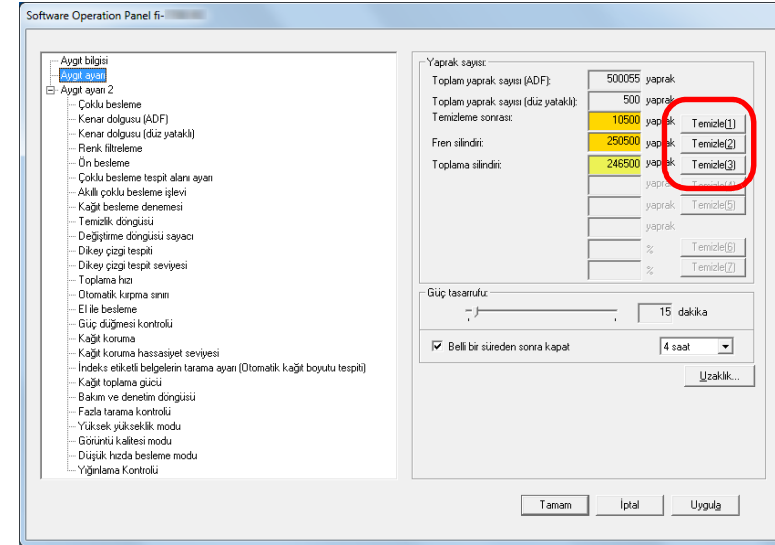 Software Operation Panel fi-
Aygıt bilgisi
Aygıt ayarı
Aygıt ayarı 2
Çoklu besleme
Kenar dolgusu (ADF)
Kenar dolgusu (düz yataklı)
Renk filtreleme
Ön besleme
Çoklu besleme tespit alanı ayarı
Akıllı çoklu besleme işlevi
Kağıt besleme denemesi
Temizlik döngüsü
Değiştirme döngüsü sayacı
Dikey çizgi tespiti
Dikey çizgi tespit seviyesi
Toplama hızı
Otomatik kırpma sınırı
El ile besleme
Güç düğmesi kontrolü
Kağıt koruma
Kağıt koruma hassasiyet seviyesi
İndeks etiketli belgelerin tarama ayarı (Otomatik kağıt boyutu tespiti)
Kağıt toplama gücü
Bakım ve denetim döngüsü
Fazla tarama kontrolü
Yüksek yükseklik modu
Görüntü kalitesi modu
Düşük hızda besleme modu
Yığınlama Kontrolü
Yaprak sayısı:
Toplam yaprak sayısı (ADF): 500055 yaprak
Toplam yaprak sayısı (düz yataklı): 500 yaprak
Temizleme sonrası: 10500 yaprak Temizle(1)
Fren silindiri: 250500 yaprak Temizle(2)
Toplama silindiri: 246500 yaprak Temizle(3)
yaprak Temizle(4)
yaprak Temizle(5)
yaprak
% Temizle(6)
% Temizle(7)
Güç tasarrufu:
15 dakika
Belli bir süreden sonra kapat 4 saat
Uzaklık...
Tamam İptal Uygula